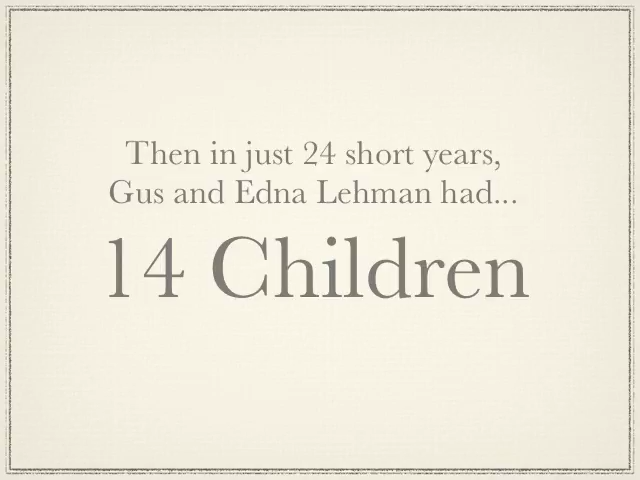 Then in just 24 short years,
Gus and Edna Lehman had...
14 Children